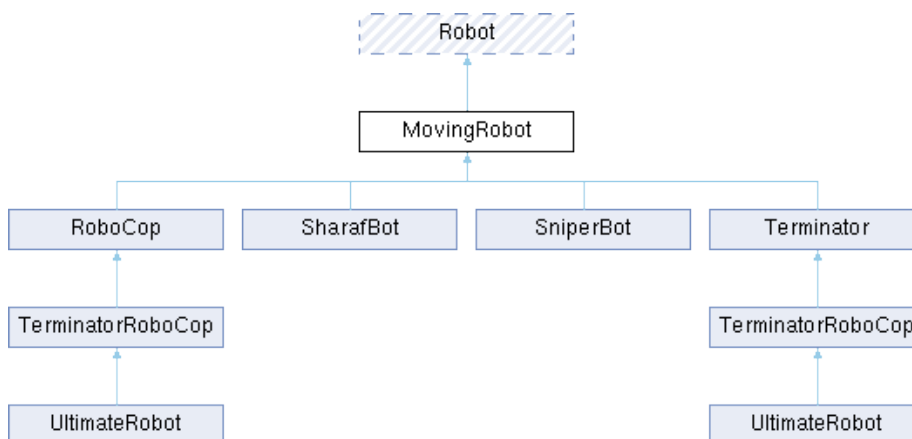 Robot
MovingRobot
RoboCop
SharafBot
SniperBot
Terminator
TerminatorRoboCop
TerminatorRoboCop
UltimateRobot
UltimateRobot